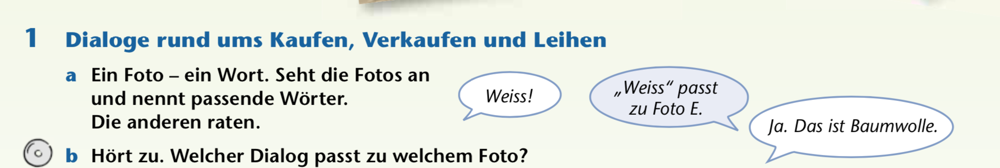 1 Dialoge rund ums Kaufen, Verkaufen und Leihen
a Ein Foto – ein Wort. Seht die Fotos an
und nennt passende Wörter.
Die anderen raten.
Weiss!
„Weiss“ passt
zu Foto E.
Ja. Das ist Baumwolle.
b Hört zu. Welcher Dialog passt zu welchem Foto?